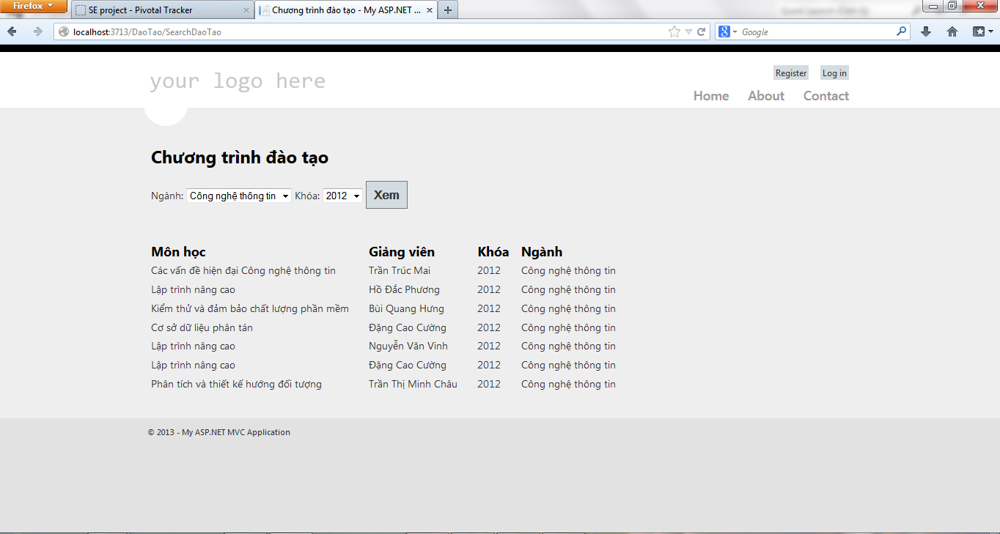 Firefox
SE project - Pivotal Tracker
Chương trình đào tạo - My ASP.NET ...
localhost:3713/DaoTao/SearchDaoTao
Google
your logo here
Register Log in
Home About Contact
Chương trình đào tạo
Ngành: Công nghệ thông tin Khóa: 2012 Xem
Môn học Giảng viên Khóa Ngành
Các vấn đề hiện đại Công nghệ thông tin Trần Trúc Mai 2012 Công nghệ thông tin
Lập trình nâng cao Hồ Đắc Phương 2012 Công nghệ thông tin
Kiểm thử và đảm bảo chất lượng phần mềm Bùi Quang Hưng 2012 Công nghệ thông tin
Cơ sở dữ liệu phân tán Đặng Cao Cường 2012 Công nghệ thông tin
Lập trình nâng cao Nguyễn Văn Vinh 2012 Công nghệ thông tin
Lập trình nâng cao Đặng Cao Cường 2012 Công nghệ thông tin
Phân tích và thiết kế hướng đối tượng Trần Thị Minh Châu 2012 Công nghệ thông tin
© 2013 - My ASP.NET MVC Application